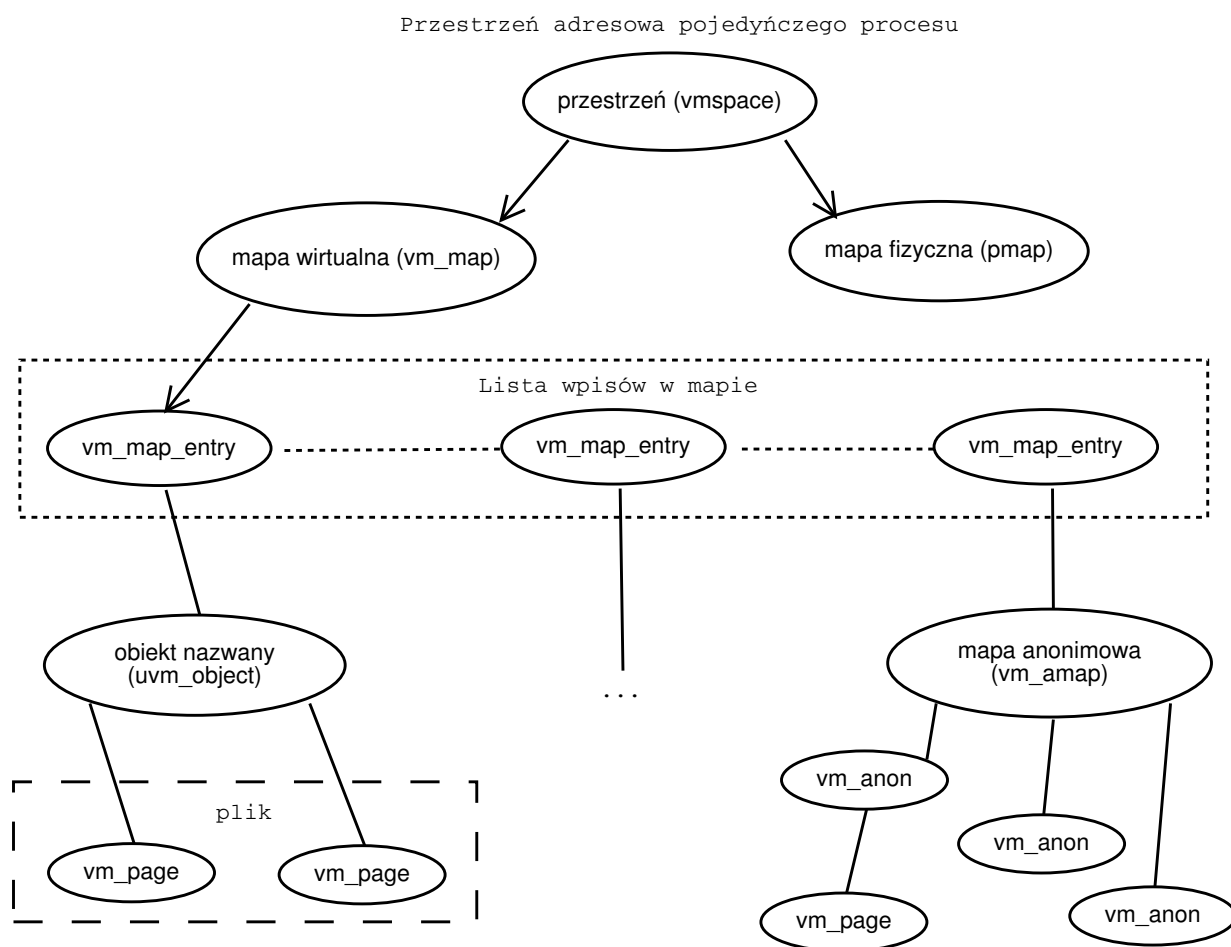 Przestrzeń adresowa pojedyńczego procesu
przestrzeń (vmspace)
mapa wirtualna (vm_map)
mapa fizyczna (pmap)
Lista wpisów w mapie
vm_map_entry
vm_map_entry
vm_map_entry
obiekt nazwany
(uvm_object)
...
mapa anonimowa
(vm_amap)
plik
vm_page
vm_page
vm_anon
vm_anon
vm_page
vm_anon